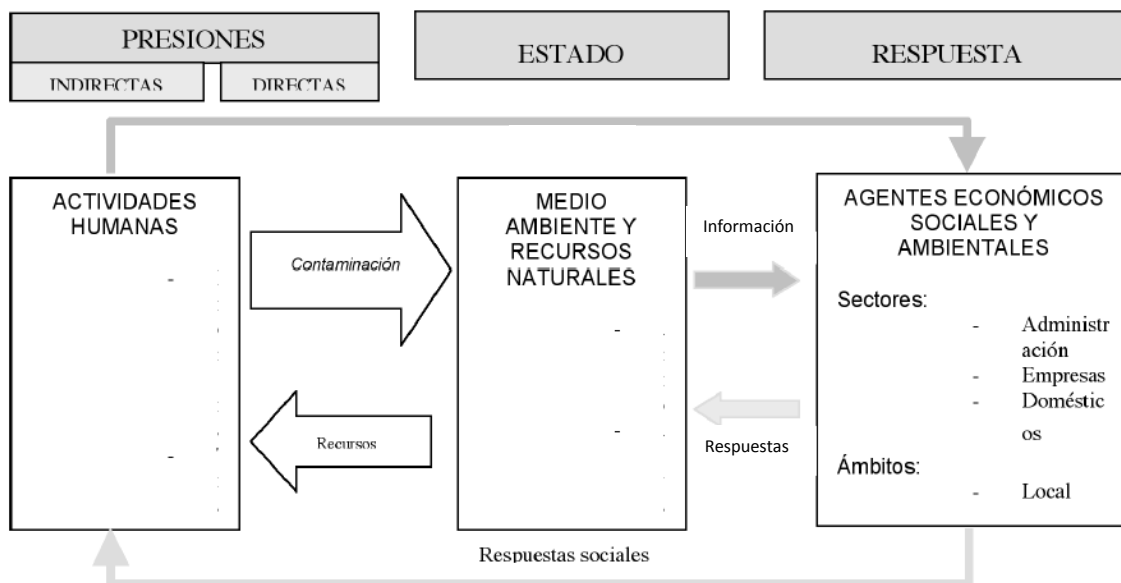 PRESIONES
INDIRECTAS
DIRECTAS
ESTADO
RESPUESTA
ACTIVIDADES
HUMANAS
-
-
Contaminación
Recursos
MEDIO
AMBIENTE Y
RECURSOS
NATURALES
-
-
Información
Respuestas
AGENTES ECONÓMICOS
SOCIALES Y
AMBIENTALES
Sectores:
- Administr
ación
- Empresas
- Doméstic
os
Ámbitos:
- Local
Respuestas sociales